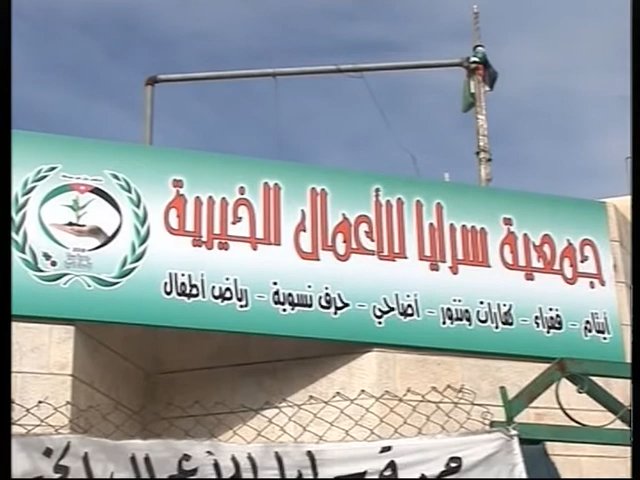 جمعية سرايا للأعمال الخيرية
أيتام - فقراء - كفارات ونذور - أضاحي - حرف نسوية - رياض أطفال